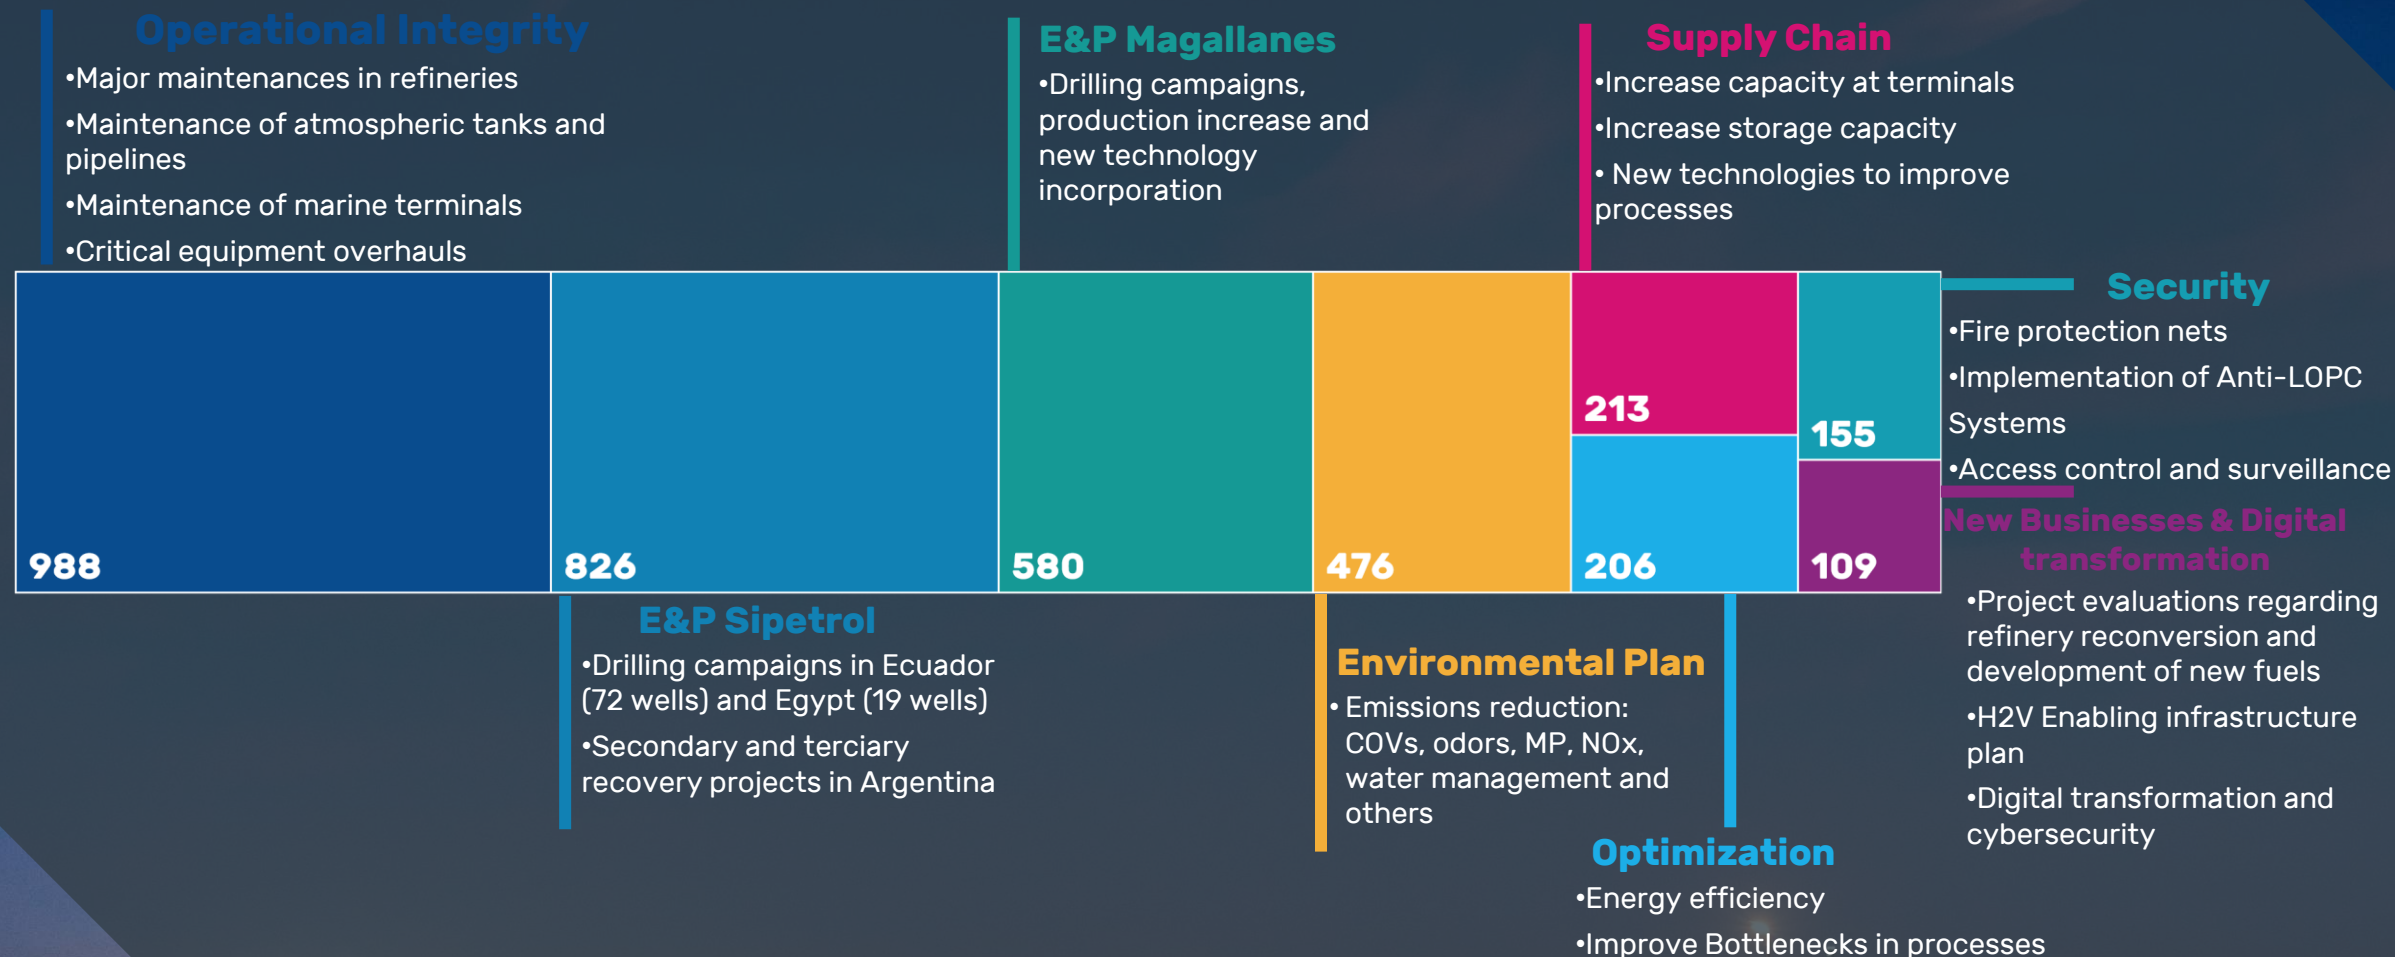 Operational Integrity
•Major maintenances in refineries
•Maintenance of atmospheric tanks and
pipelines
•Maintenance of marine terminals
•Critical equipment overhauls
E&P Magallanes
•Drilling campaigns,
production increase and
new technology
incorporation
Supply Chain
•Increase capacity at terminals
•Increase storage capacity
• New technologies to improve
processes
988
826
580
476
213
206
155
109
Security
•Fire protection nets
•Implementation of Anti-LOPC
Systems
•Access control and surveillance
New Businesses & Digital
transformation
•Project evaluations regarding
refinery reconversion and
development of new fuels
•H2V Enabling infrastructure
plan
•Digital transformation and
cybersecurity
E&P Sipetrol
•Drilling campaigns in Ecuador
(72 wells) and Egypt (19 wells)
•Secondary and terciary
recovery projects in Argentina
Environmental Plan
• Emissions reduction:
COVs, odors, MP, NOx,
water management and
others
Optimization
•Energy efficiency
•Improve Bottlenecks in processes